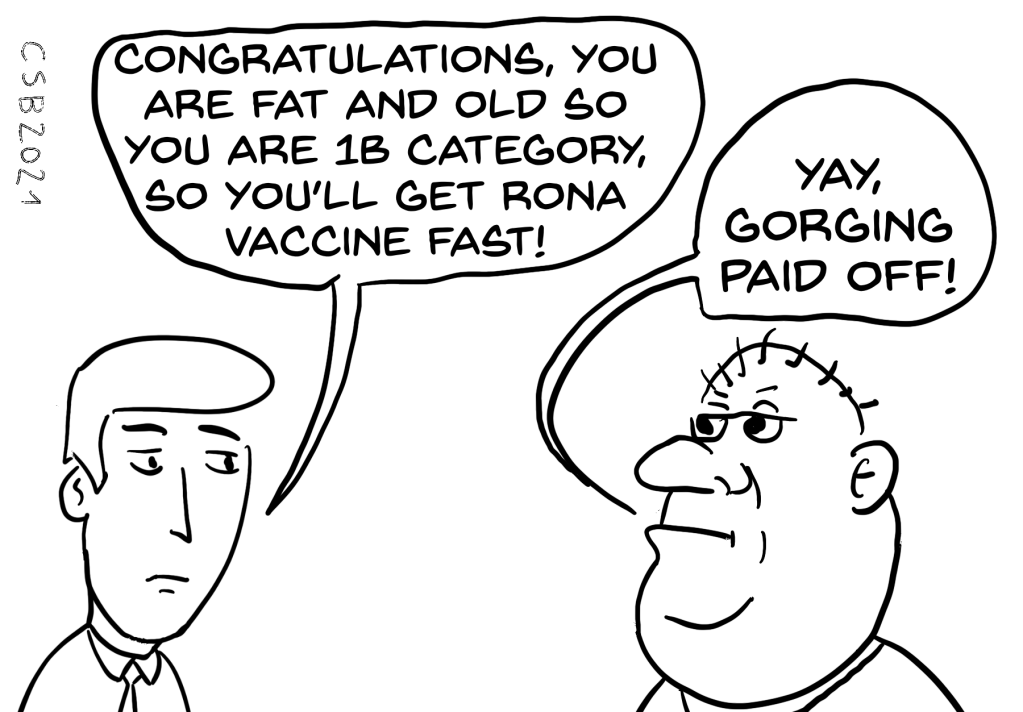 CSB2021
CONGRATULATIONS, YOU
ARE FAT AND OLD SO
YOU ARE 1B CATEGORY,
SO YOU'LL GET RONA
VACCINE FAST!
YAY,
GORGING
PAID OFF!